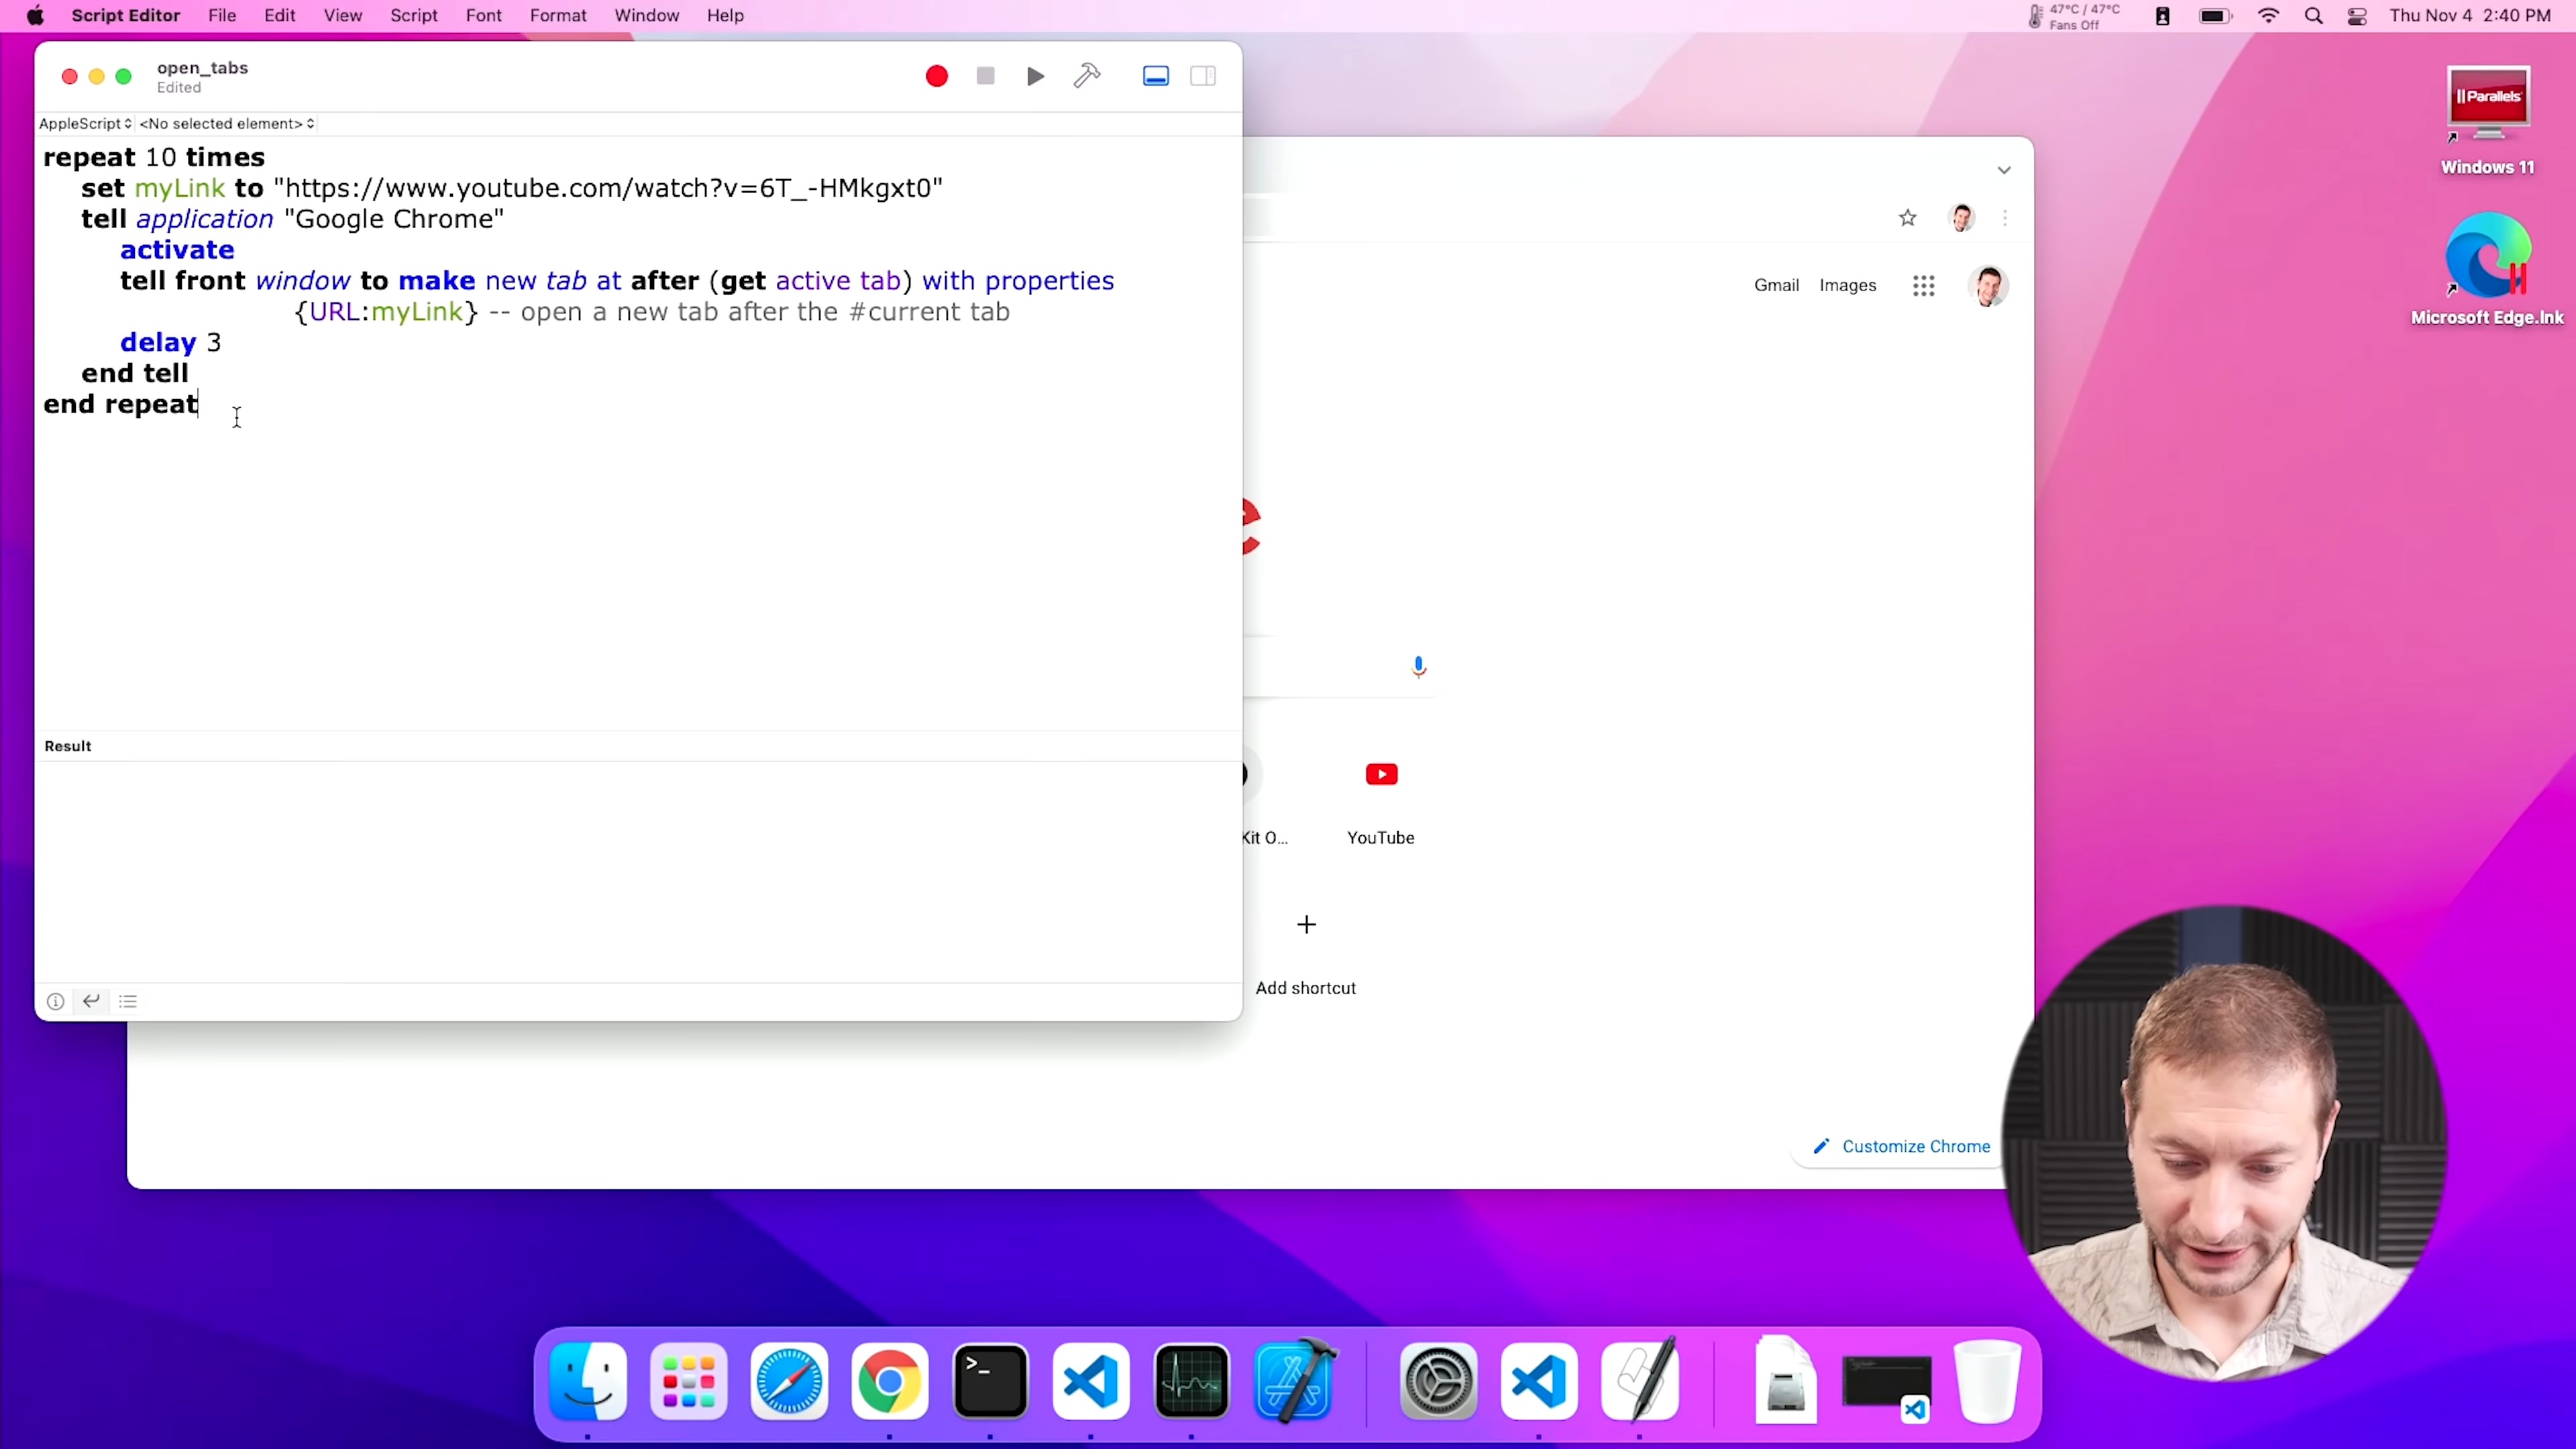 Script Editor File Edit View Script Font Format Window Help
47°C / 47°C
Fans Off
Thu Nov 4 2:40 PM
open_tabs
Edited
AppleScript <No selected element>
repeat 10 times
set myLink to "https://www.youtube.com/watch?v=6T_-HMkgxt0"
tell application "Google Chrome"
activate
tell front window to make new tab at after (get active tab) with properties
{URL:myLink} -- open a new tab after the #current tab
delay 3
end tell
end repeat
Result
Gmail Images
Kit O...
YouTube
Add shortcut
Customize Chrome
|| Parallels
Windows 11
Microsoft Edge.lnk